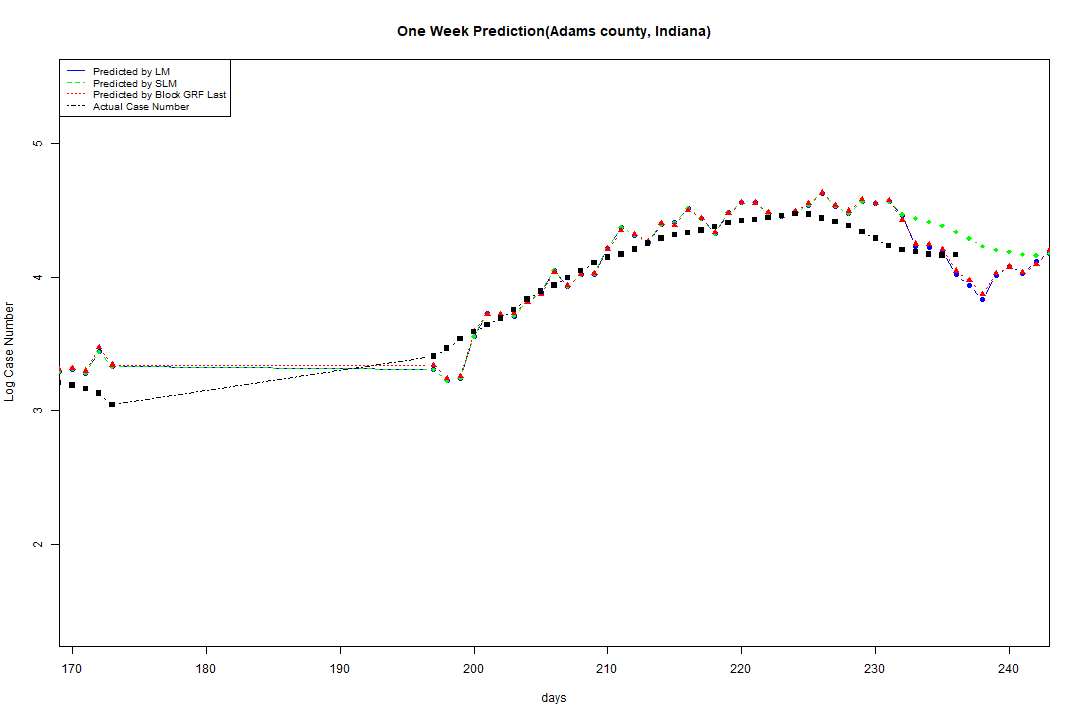 One Week Prediction(Adams county, Indiana)
Predicted by LM
Predicted by SLM
Predicted by Block GRF Last
Actual Case Number
5
4
3
2
Log Case Number
170 180 190 200 210 220 230 240
days